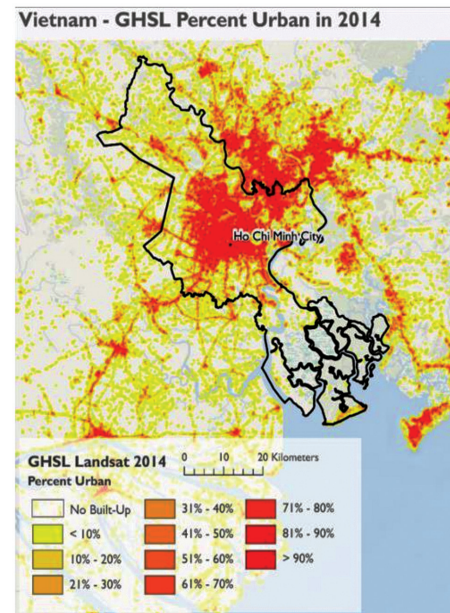 Vietnam - GHSL Percent Urban in 2014
Ho Chi Minh City
GHSL Landsat 2014
0 10 20 Kilometers
Percent Urban
No Built-Up
< 10%
10% - 20%
21% - 30%
31% - 40%
41% - 50%
51% - 60%
61% - 70%
71% - 80%
81% - 90%
> 90%